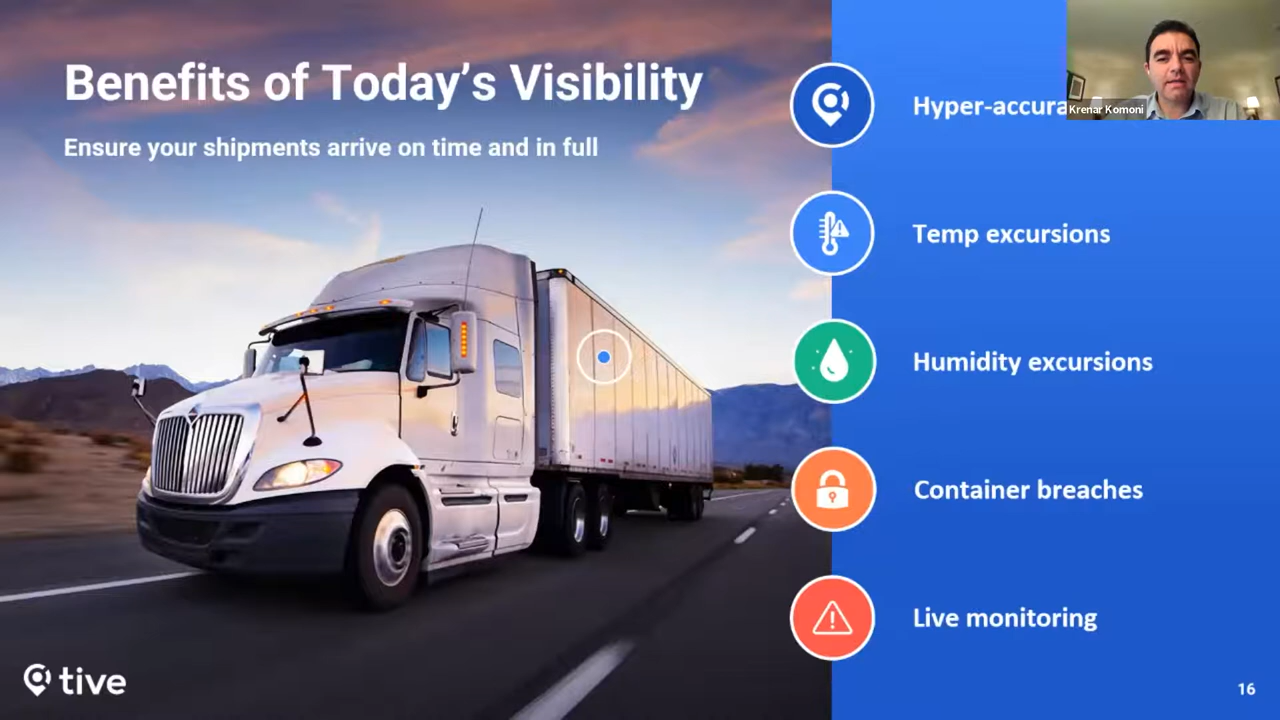 Benefits of Today's Visibility
Ensure your shipments arrive on time and in full
Krenar Komoni
Temp excursions
Humidity excursions
Container breaches
Live monitoring
tive
16